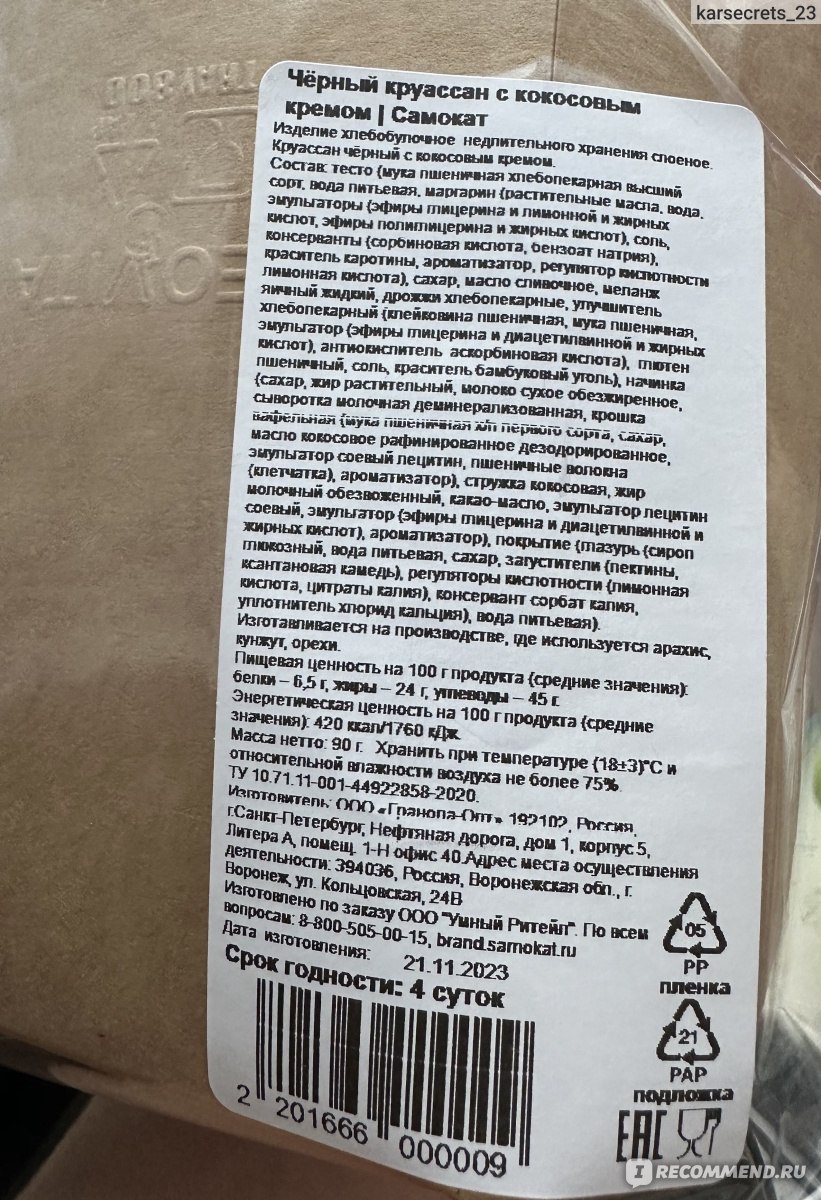 karsecrets_23
Чёрный круассан с кокосовым
кремом | Самокат
Изделие хлебобулочное недлительного хранения слоеное.
Круассан чёрный с кокосовым кремом.
Состав: тесто (мука пшеничная хлебопекарная высший
сорт, вода питьевая, маргарин (растительные масла, вода,
эмульгаторы (эфиры глицерина и лимонной и жирных
кислот, эфиры полиглицерина и жирных кислот), соль,
консерванты (сорбиновая кислота, бензоат натрия),
краситель каротины, ароматизатор, регулятор кислотности
лимонная кислота), сахар, масло сливочное, меланж
яичный жидкий, дрожжи хлебопекарные, улучшитель
хлебопекарный (клейковина пшеничная, мука пшеничная,
эмульгатор (эфиры глицерина и диацетилвинной и жирных
кислот), антиокислитель аскорбиновая кислота), глютен
пшеничный, соль, краситель бамбуковый уголь), начинка
(сахар, жир растительный, молоко сухое обезжиренное,
сыворотка молочная деминерализованная, крошка
вафельная (мука пшеничная х/п первого сорта, сахар,
масло кокосовое рафинированное дезодорированное,
эмульгатор соевый лецитин, пшеничные волокна
(клетчатка), ароматизатор), стружка кокосовая, жир
молочный обезвоженный, какао-масло, эмульгатор лецитин
соевый, эмульгатор (эфиры глицерина и диацетилвинной и
жирных кислот), ароматизатор), покрытие (глазурь (сироп
глюкозный, вода питьевая, сахар, загустители (пектины,
ксантановая камедь), регуляторы кислотности (лимонная
кислота, цитраты калия), консервант сорбат калия,
уплотнитель хлорид кальция), вода питьевая).
Изготавливается на производстве, где используется арахис,
кунжут, орехи.
Пищевая ценность на 100 г продукта (средние значения):
белки – 6,5 г, жиры – 24 г, углеводы – 45 г.
Энергетическая ценность на 100 г продукта (средние
значения): 420 ккал/1760 кДж.
Масса нетто: 90 г. Хранить при температуре (18±3)°С и
относительной влажности воздуха не более 75%.
ТУ 10.71.11-001-44922858-2020.
Изготовитель: ООО «Гранола-Опт» 192102, Россия,
г.Санкт-Петербург, Нефтяная дорога, дом 1, корпус 5,
Литера А, помещ. 1-Н офис 40.Адрес места осуществления
деятельности: 394036, Россия, Воронежская обл., г.
Воронеж, ул. Кольцовская, 24В
Изготовлено по заказу ООО "Умный Ритейл". По всем
вопросам: 8-800-505-00-15, brand.samokat.ru
Дата изготовления: 21.11.2023
Срок годности: 4 суток
05
PP
пленка
21
PAP
подложка
EAC
2 201666 000009
IRECOMMEND.RU